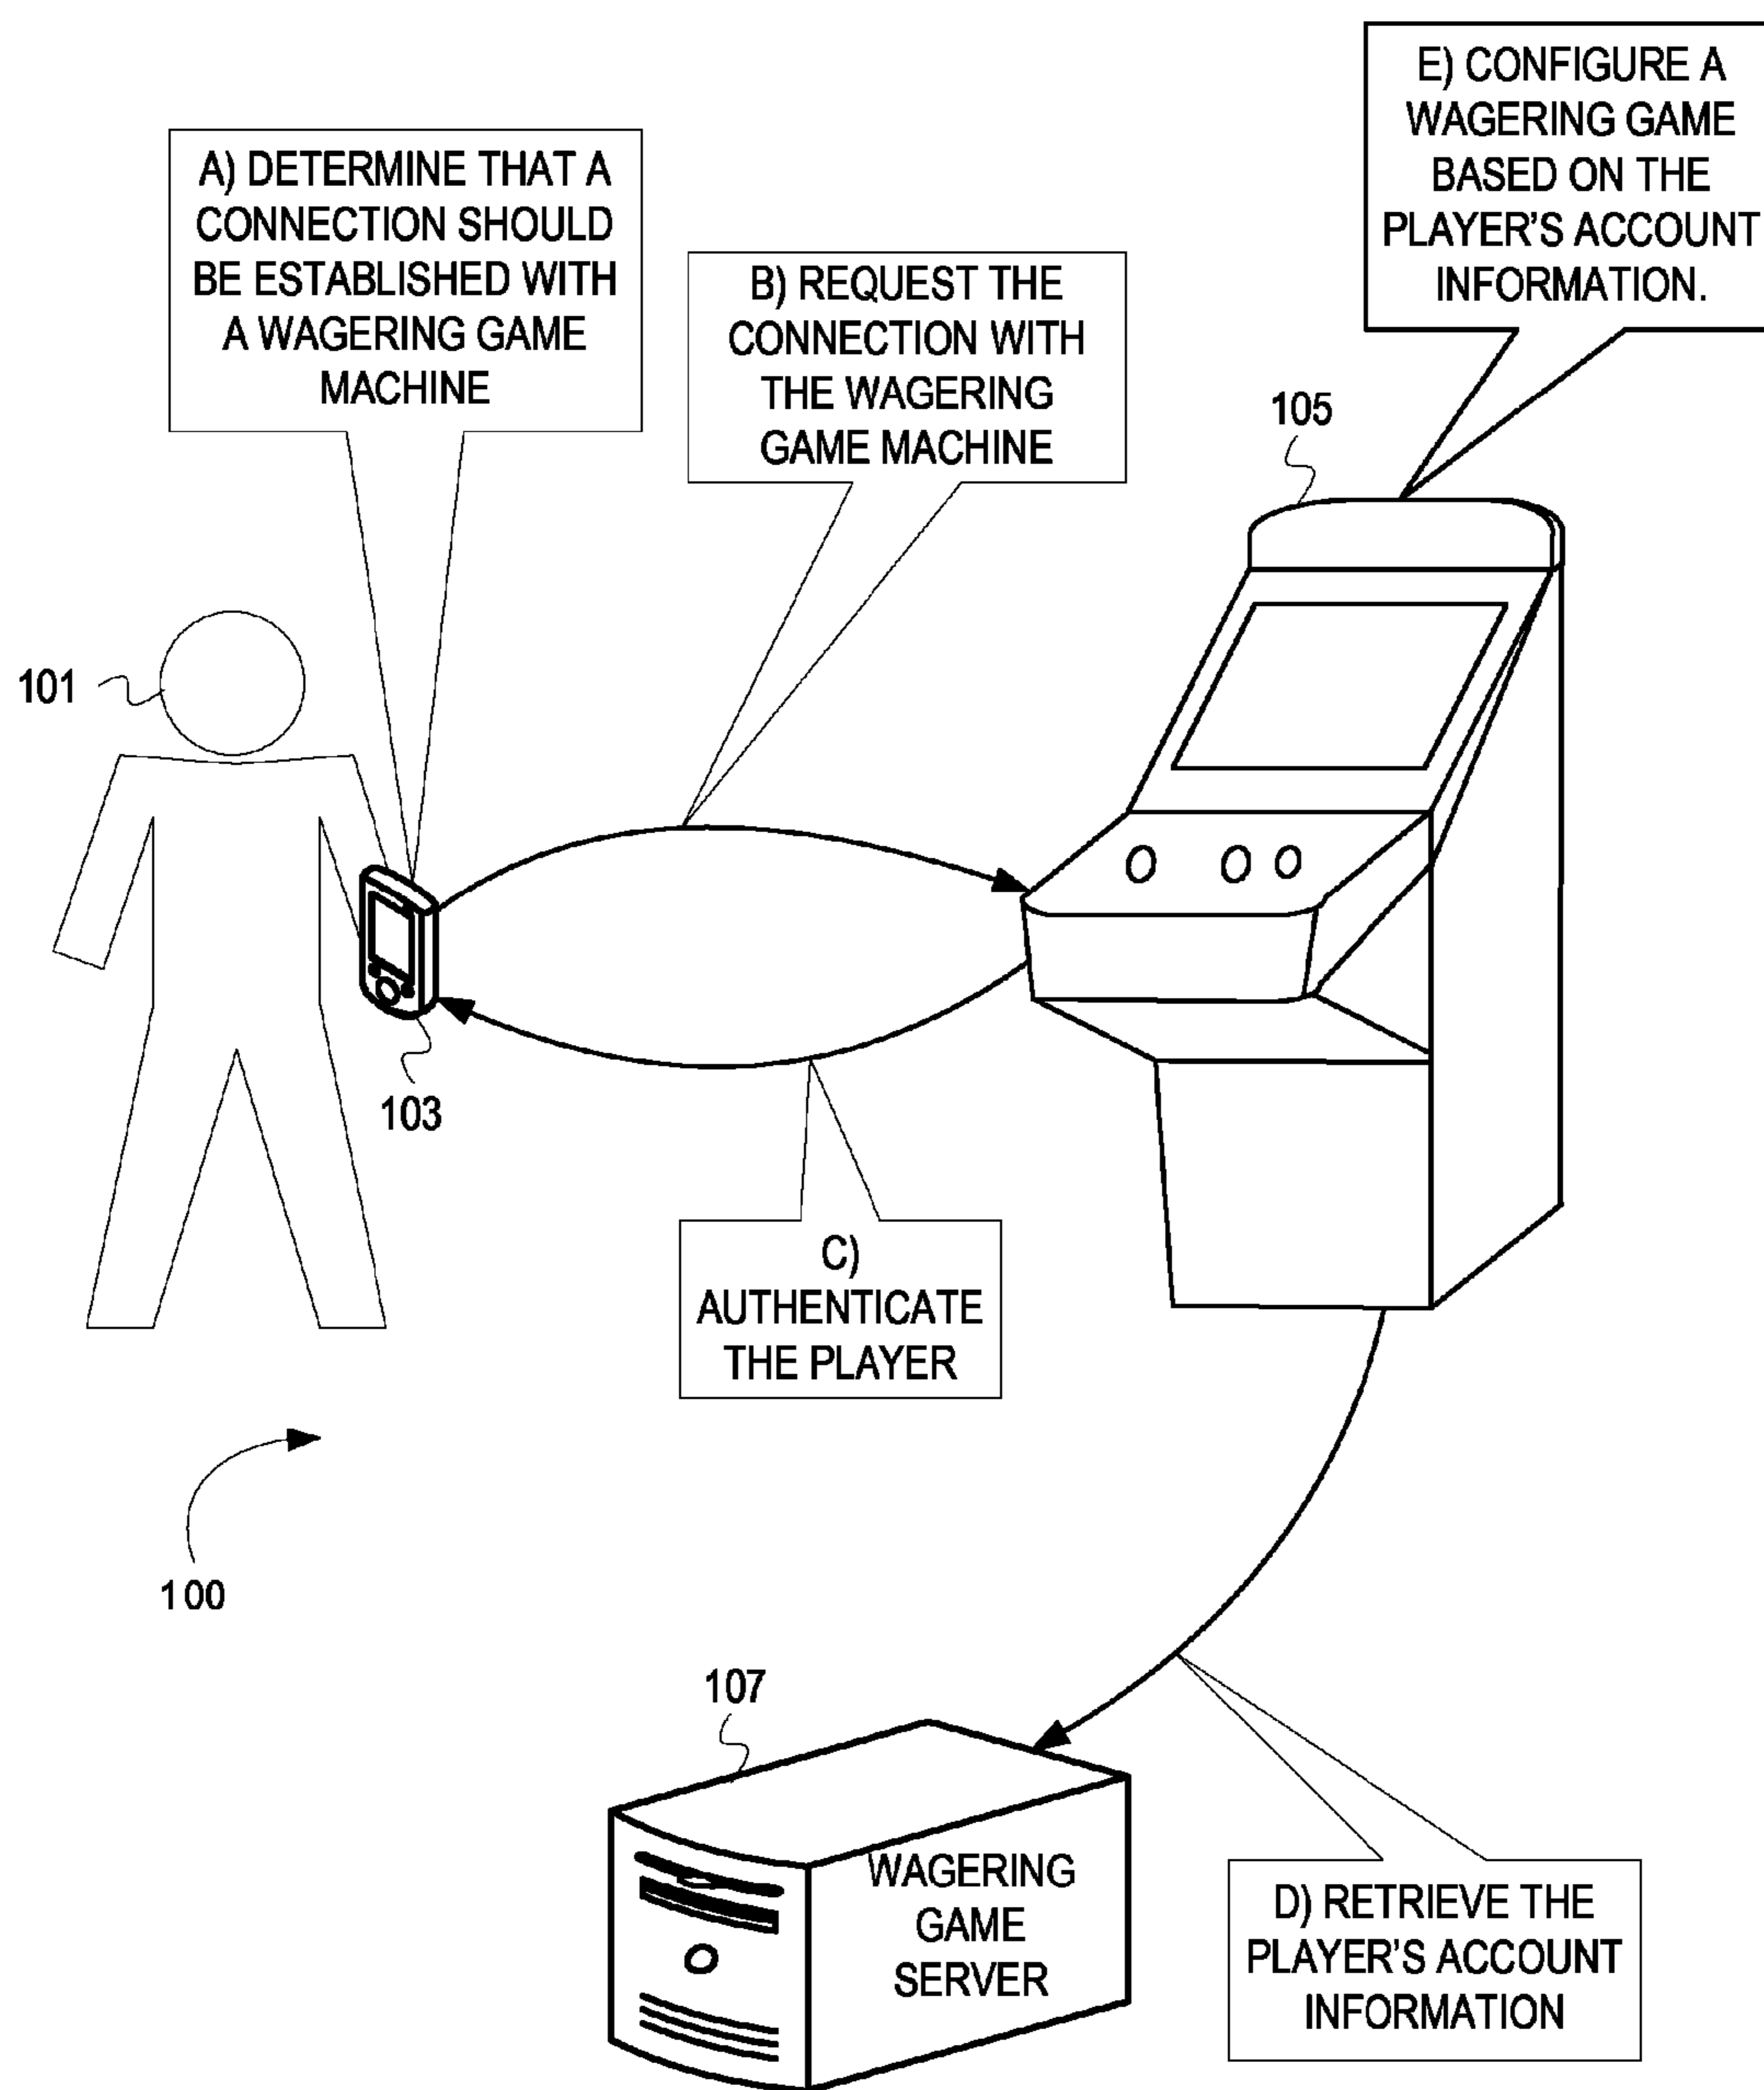 E) CONFIGURE A
WAGERING GAME
BASED ON THE
PLAYER'S ACCOUNT
INFORMATION.
A) DETERMINE THAT A
CONNECTION SHOULD
BE ESTABLISHED WITH
A WAGERING GAME
MACHINE
B) REQUEST THE
CONNECTION WITH
THE WAGERING
GAME MACHINE
105
101
103
C)
AUTHENTICATE
THE PLAYER
100
107
WAGERING
GAME
SERVER
D) RETRIEVE THE
PLAYER'S ACCOUNT
INFORMATION